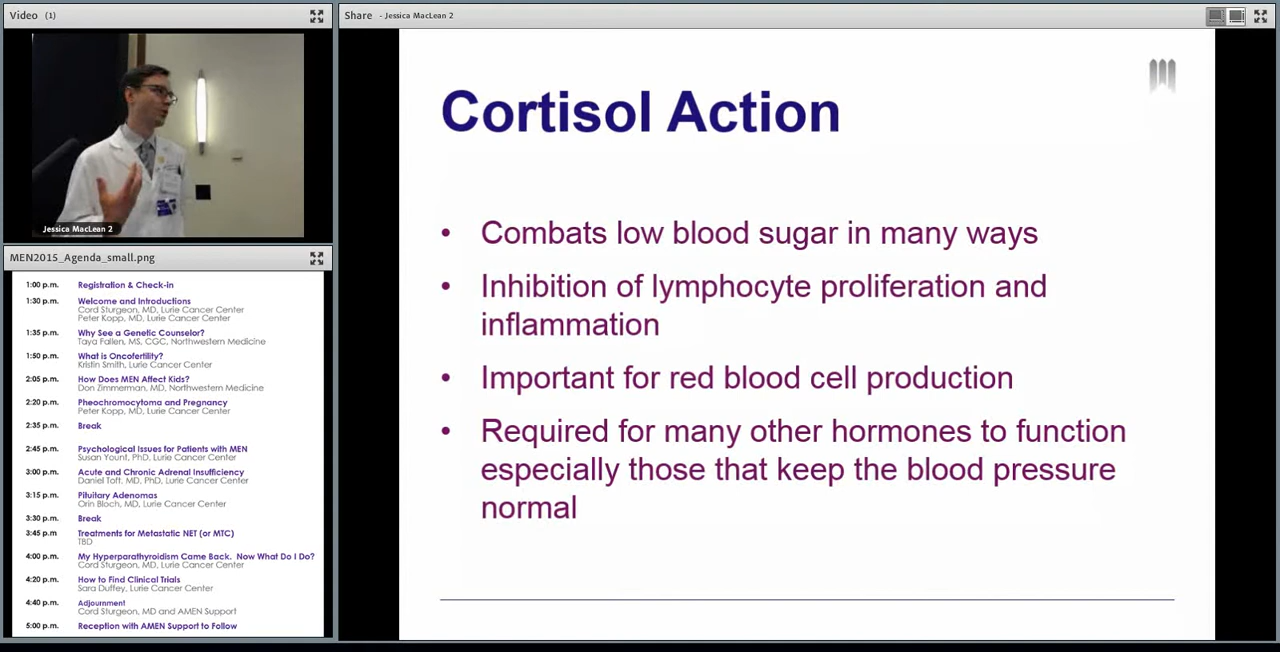 Video (1)
Jessica MacLean 2
MEN2015_Agenda_small.png
1:00 p.m. Registration & Check-in
1:30 p.m. Welcome and Introductions
Cord Sturgeon, MD, Lurie Cancer Center
Peter Kopp, MD, Lurie Cancer Center
1:35 p.m. Why See a Genetic Counselor?
Taya Fallen, MS, CGC, Northwestern Medicine
1:50 p.m. What is Oncofertility?
Kristin Smith, Lurie Cancer Center
2:05 p.m. How Does MEN Affect Kids?
Don Zimmerman, MD, Northwestern Medicine
2:20 p.m. Pheochromocytoma and Pregnancy
Peter Kopp, MD, Lurie Cancer Center
2:35 p.m. Break
2:45 p.m. Psychological Issues for Patients with MEN
Susan Yount, PhD, Lurie Cancer Center
3:00 p.m. Acute and Chronic Adrenal Insufficiency
Daniel Toft, MD, PhD, Lurie Cancer Center
3:15 p.m. Pituitary Adenomas
Orin Bloch, MD, Lurie Cancer Center
3:30 p.m. Break
3:45 p.m Treatments for Metastatic NET (or MTC)
TBD
4:00 p.m. My Hyperparathyroidism Came Back. Now What Do I Do?
Cord Sturgeon, MD, Lurie Cancer Center
4:20 p.m. How to Find Clinical Trials
Sara Duffey, Lurie Cancer Center
4:40 p.m. Adjournment
Cord Sturgeon, MD and AMEN Support
5:00 p.m. Reception with AMEN Support to Follow
Share - Jessica MacLean 2
Cortisol Action
• Combats low blood sugar in many ways
• Inhibition of lymphocyte proliferation and
inflammation
• Important for red blood cell production
• Required for many other hormones to function
especially those that keep the blood pressure
normal